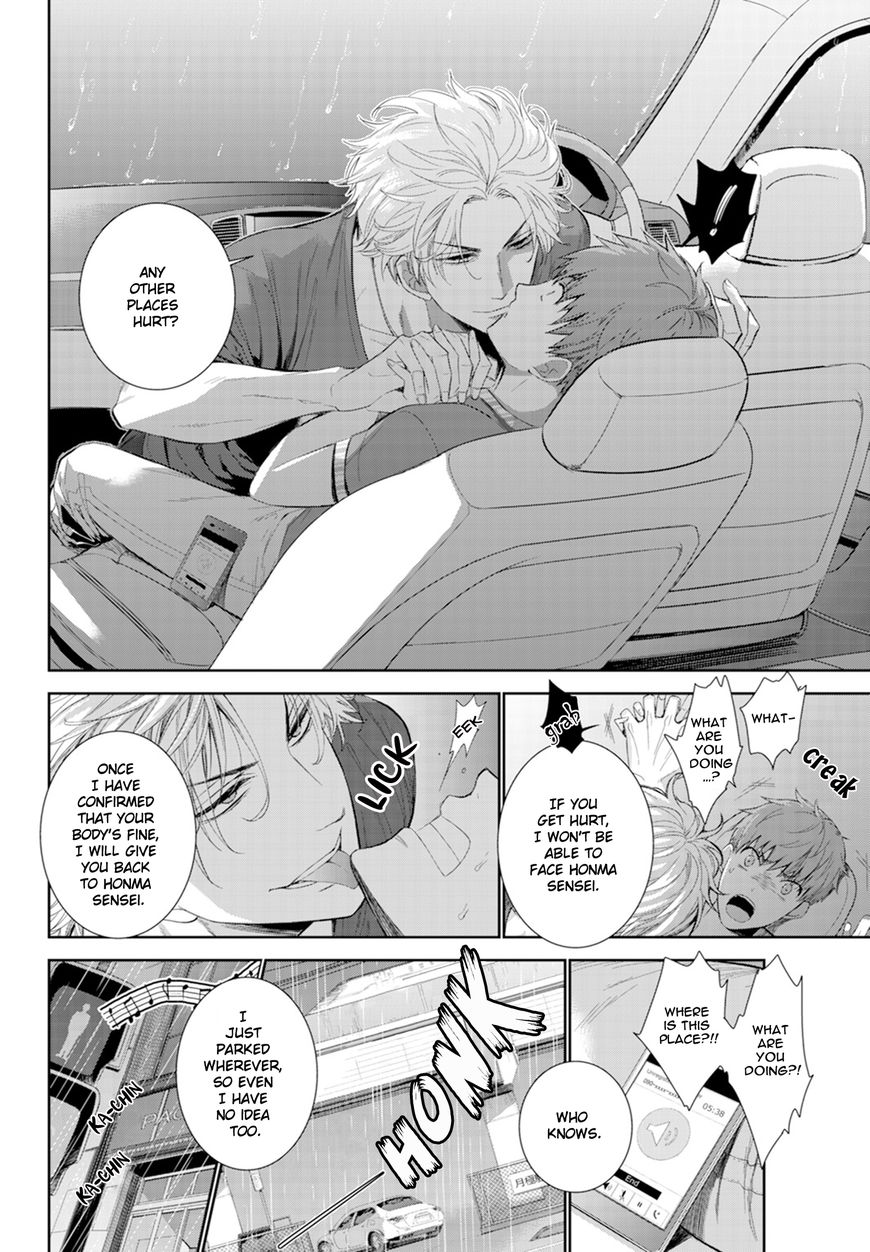 !
ANY
OTHER
PLACES
HURT?
WHAT-
WHAT
ARE
YOU
DOING
...?
creak
grab
IF YOU
GET HURT,
I WON'T BE
ABLE TO
FACE HONMA
SENSEI.
EEK
LICK
ONCE
I HAVE
CONFIRMED
THAT YOUR
BODY'S FINE,
I WILL GIVE
YOU BACK
TO HONMA
SENSEI.
WHAT
ARE
YOU
DOING?!
WHERE
IS THIS
PLACE?!!
05:38
End
WHO
KNOWS.
HONK
I
JUST
PARKED
WHEREVER,
SO EVEN
I HAVE
NO IDEA
TOO.
KA-CHIN
KA-CHIN
月極